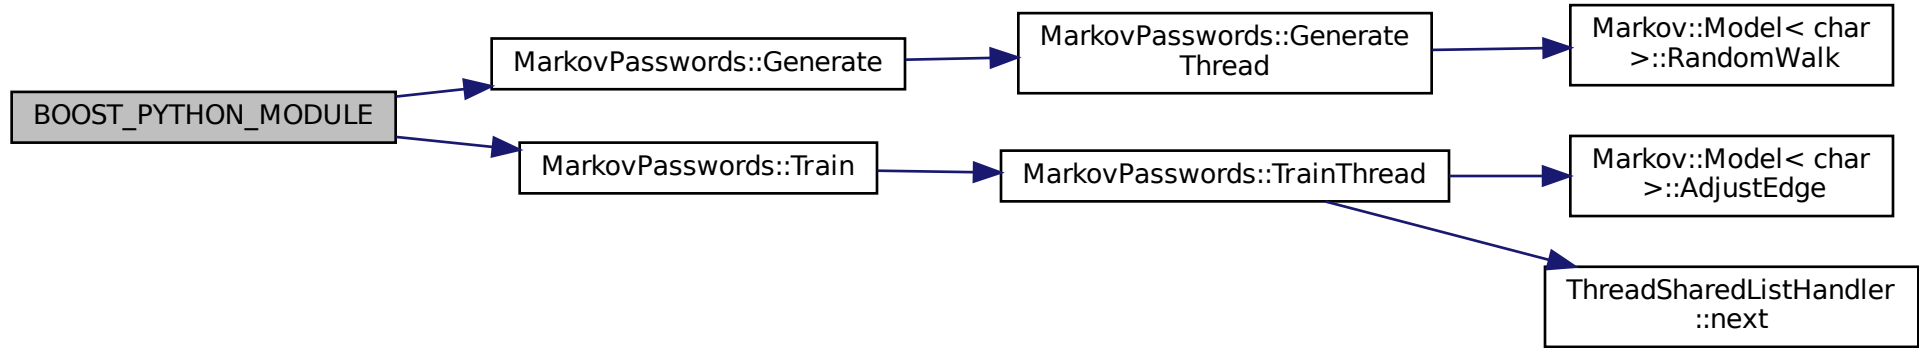 BOOST_PYTHON_MODULE
MarkovPasswords::Generate
MarkovPasswords::Generate
Thread
Markov::Model< char
>::RandomWalk
MarkovPasswords::Train
MarkovPasswords::TrainThread
Markov::Model< char
>::AdjustEdge
ThreadSharedListHandler
::next